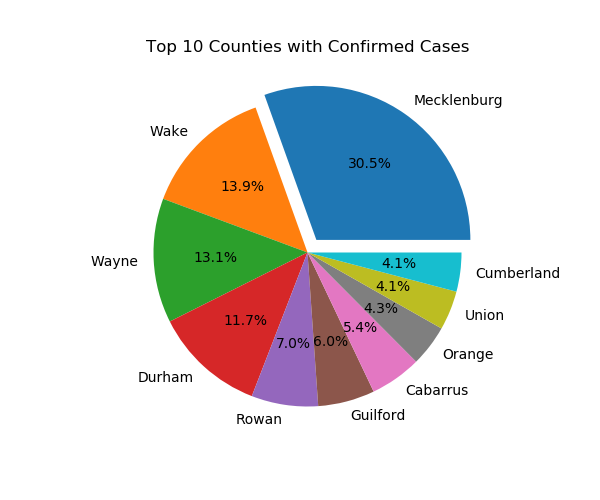 Top 10 Counties with Confirmed Cases
Mecklenburg
30.5%
Wake
13.9%
Wayne
13.1%
Durham
11.7%
Rowan
7.0%
Guilford
6.0%
Cabarrus
5.4%
Orange
4.3%
Union
4.1%
Cumberland
4.1%